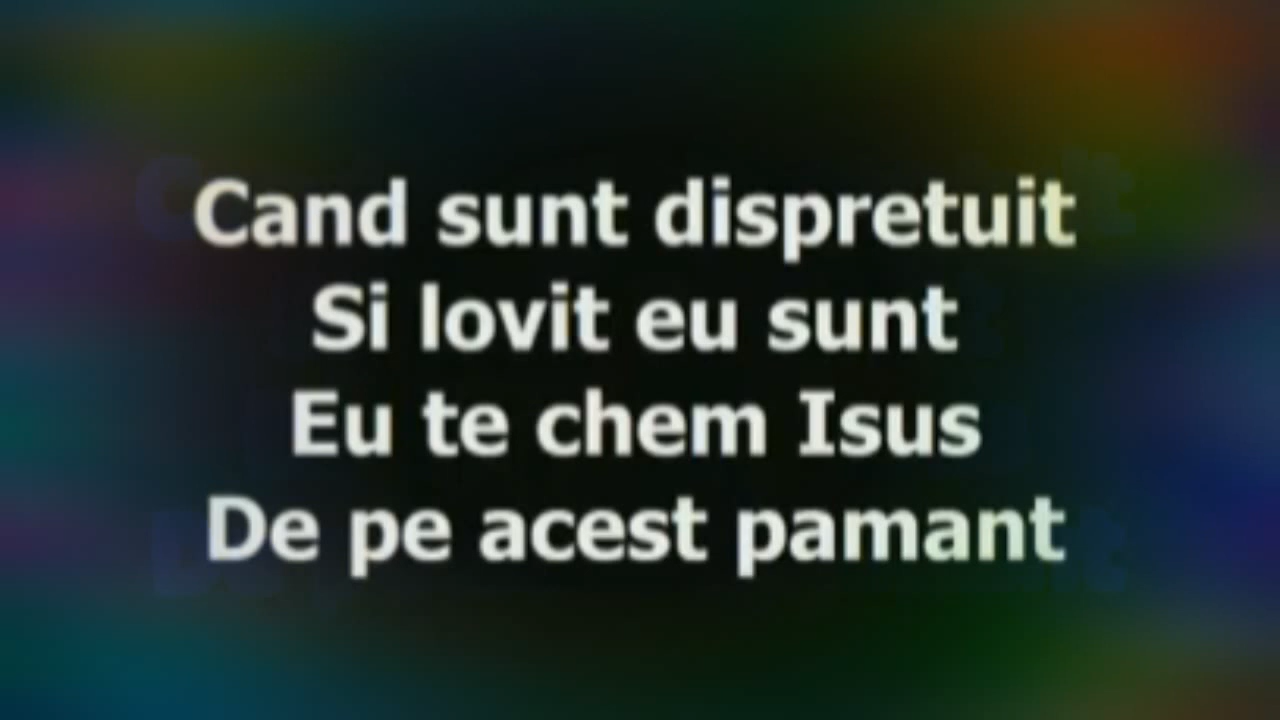 Cand sunt dispretuit
Si lovit eu sunt
Eu te chem Isus
De pe acest pamant